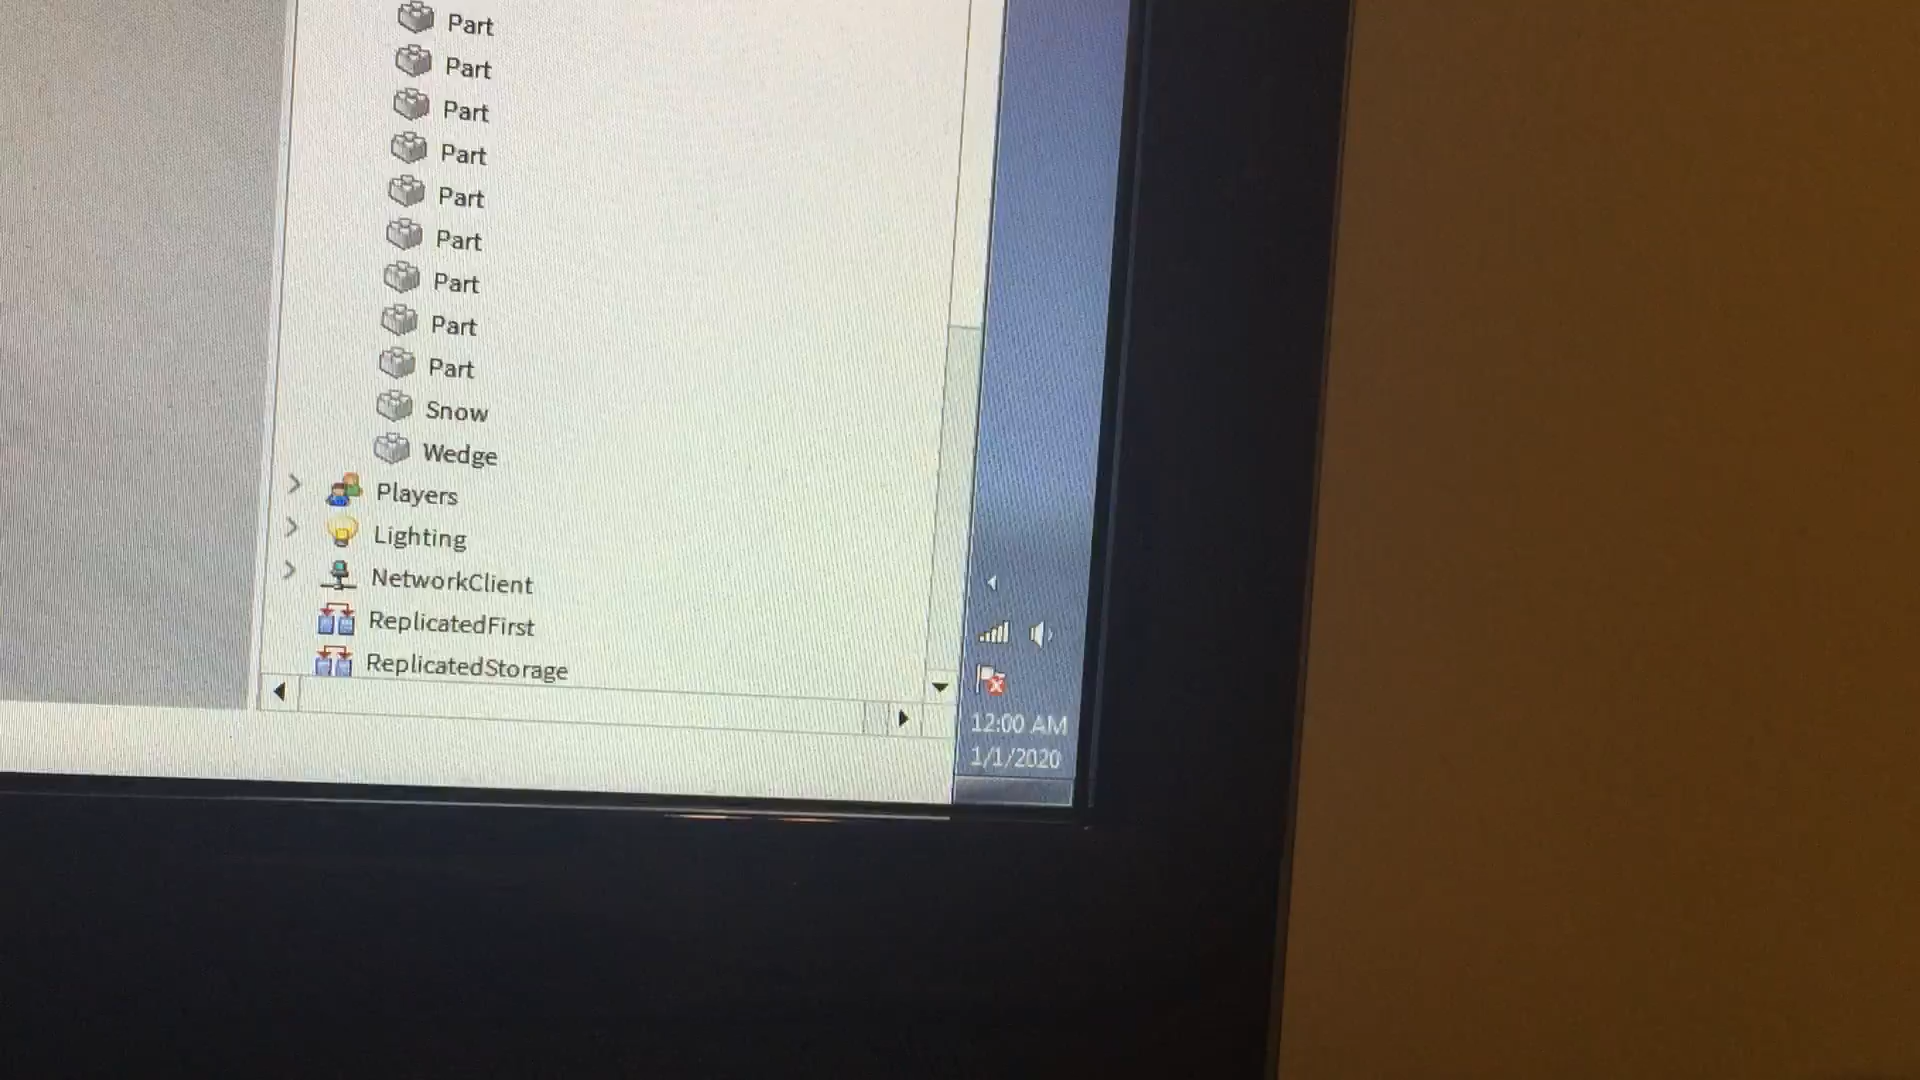 Part
Part
Part
Part
Part
Part
Part
Part
Part
Snow
Wedge
Players
Lighting
NetworkClient
ReplicatedFirst
ReplicatedStorage
12:00 AM
1/1/2020